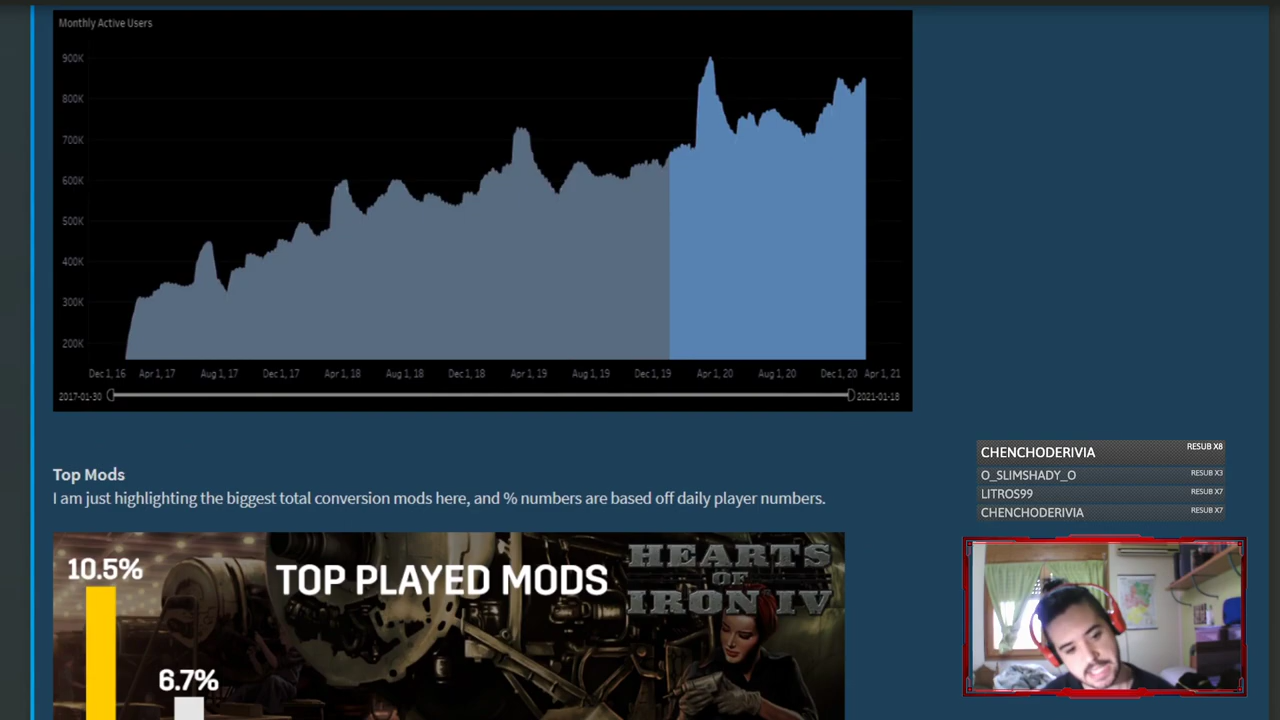 Monthly Active Users
900K
800K
700K
600K
500K
400K
300K
200K
Dec 1, 16 Apr 1, 17 Aug 1, 17 Dec 1, 17 Apr 1, 18 Aug 1, 18 Dec 1, 18 Apr 1, 19 Aug 1, 19 Dec 1, 19 Apr 1, 20 Aug 1, 20 Dec 1, 20 Apr 1, 21
2017-01-30 2021-01-18
Top Mods
I am just highlighting the biggest total conversion mods here, and % numbers are based off daily player numbers.
10.5%
TOP PLAYED MODS
HEARTS
OF
IRON IV
6.7%
CHENCHODERIVIA RESUB X8
O_SLIMSHADY_O RESUB X3
LITROS99 RESUB X7
CHENCHODERIVIA RESUB X7